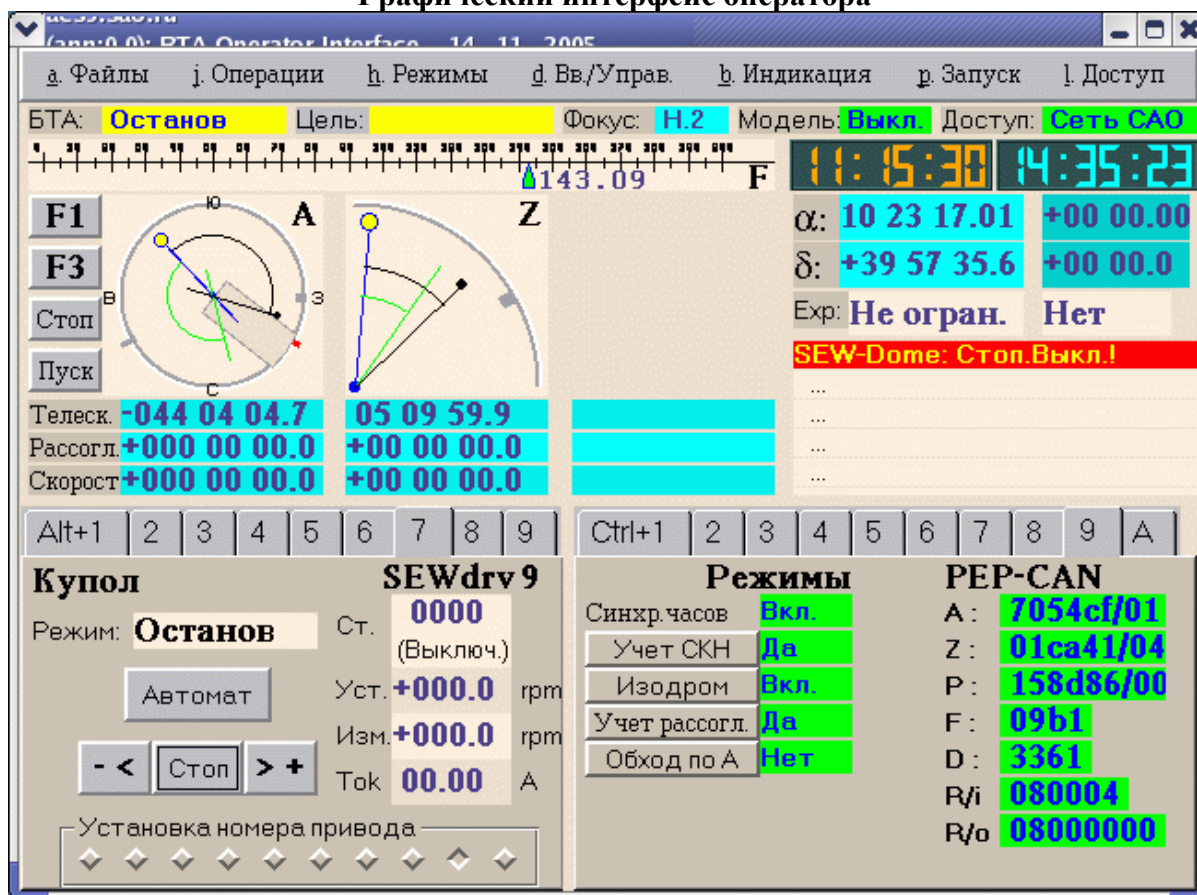 Графический интерфейс оператора
acs9.sao.ru
(ann:0.0): BTA Operator Interface 14 11 2005
a. Файлы j. Операции h. Режимы d. Вв./Управ. b. Индикация p. Запуск l. Доступ
БТА: Останов Цель: Фокус: Н.2 Модель: Выкл. Доступ: Сеть САО
143.09 F
11:15:30 14:35:23
F1 Ю A Z
α: 10 23 17.01 +00 00.00
F3
δ: +39 57 35.6 +00 00.0
В З
Стоп
Exp: Не огран. Нет
SEW-Dome: Стоп.Выкл.!
Пуск
С
...
Телеск. -044 04 04.7 05 09 59.9
...
Рассогл. +000 00 00.0 +00 00 00.0
...
Скорост +000 00 00.0 +00 00 00.0
...
Alt+1 2 3 4 5 6 7 8 9
Ctrl+1 2 3 4 5 6 7 8 9 A
Купол SEWdrv 9
Режим: Останов
Ст. 0000
(Выключ.)
Автомат
Уст. +000.0 rpm
Изм. +000.0 rpm
- < Стоп > +
Ток 00.00 А
Установка номера привода
Режимы PEP-CAN
Синхр. часов Вкл. A : 7054cf/01
Учет СКН Да Z : 01ca41/04
Изодром Вкл. P : 158d86/00
Учет рассогл. Да F : 09b1
Обход по А Нет D : 3361
R/i 080004
R/o 08000000